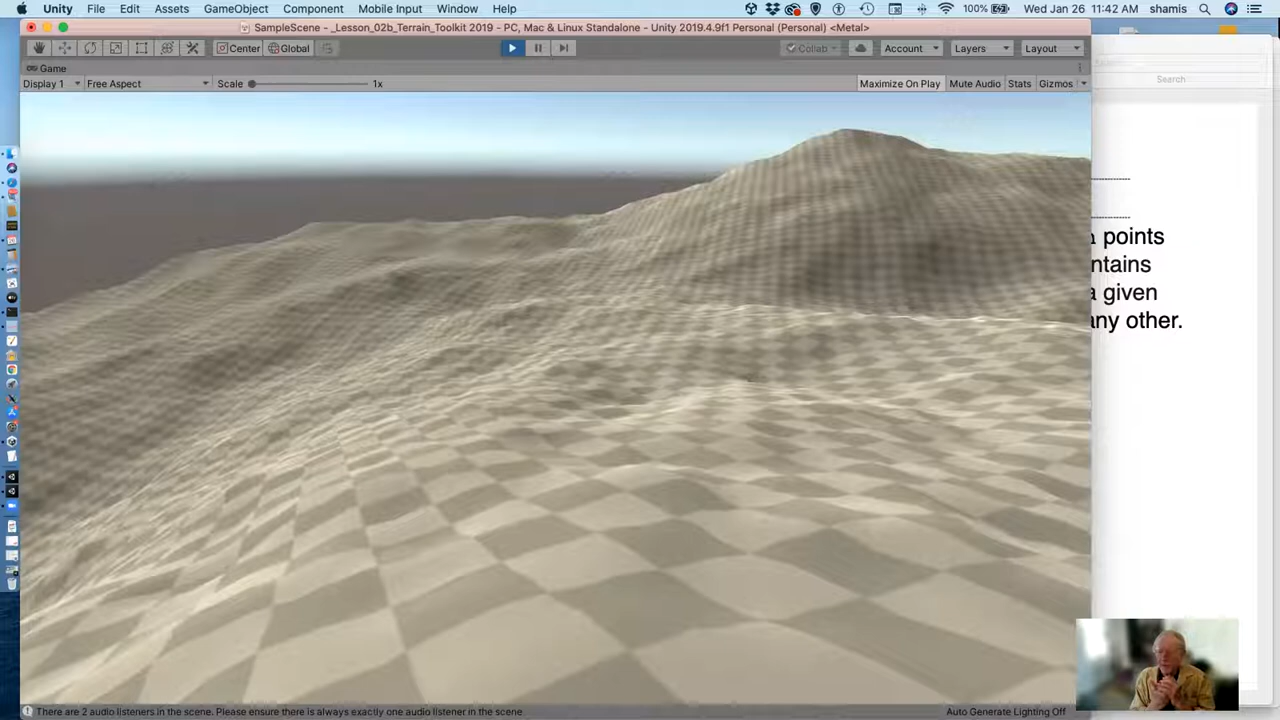 Unity File Edit Assets GameObject Component Mobile Input Window Help 100% Wed Jan 26 11:42 AM shamis
SampleScene - _Lesson_02b_Terrain_Toolkit 2019 - PC, Mac & Linux Standalone - Unity 2019.4.9f1 Personal (Personal) <Metal>
Center Global Collab Account Layers Layout
Game
Display 1 Free Aspect Scale 1x Maximize On Play Mute Audio Stats Gizmos
Search
points
ntains
a given
any other.
There are 2 audio listeners in the scene. Please ensure there is always exactly one audio listener in the scene
Auto Generate Lighting Off